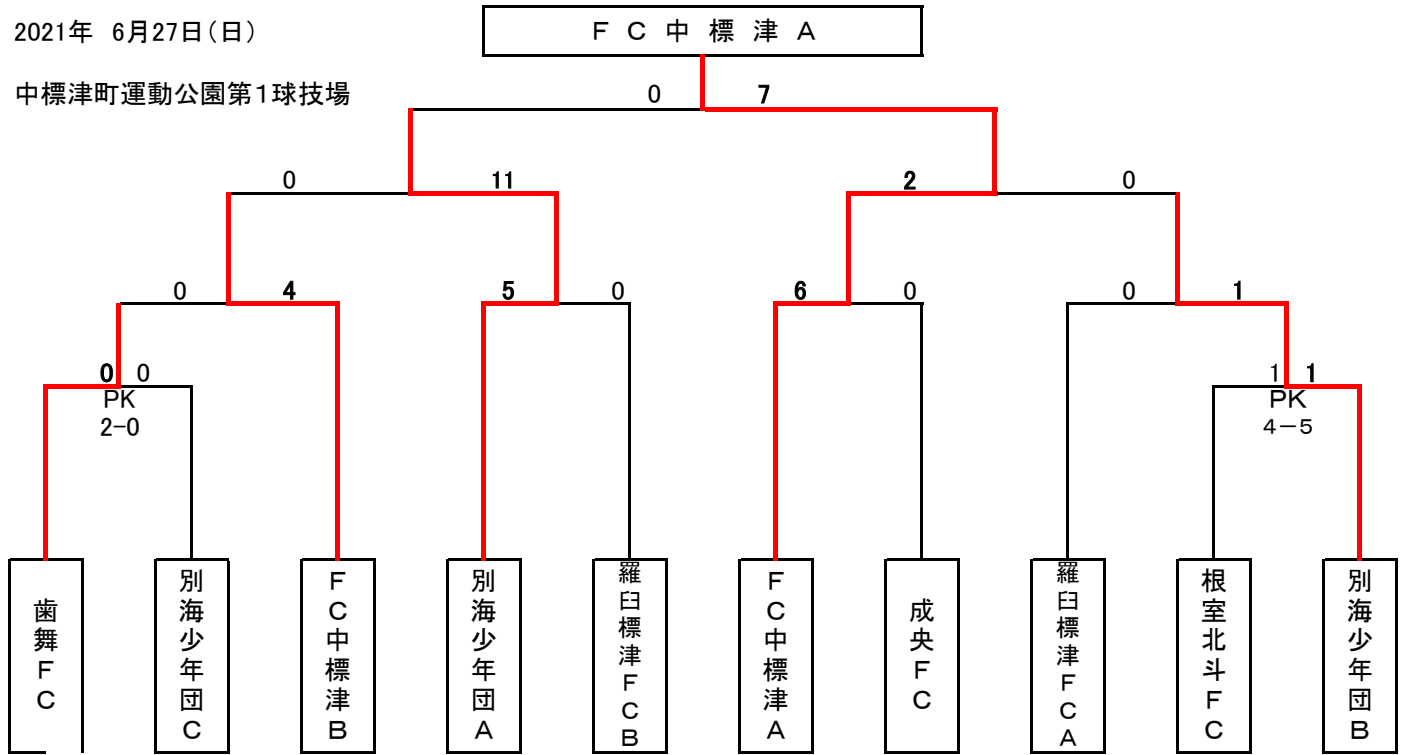 2021年 6月27日(日)
FC中標津A
中標津町運動公園第1球技場
0 7
0 11 2 0
0 4 5 0 6 0 0 1
0 0 1 1
PK PK
2-0 4-5
歯舞FC
別海少年団C
FC中標津B
別海少年団A
羅臼標津FCB
FC中標津A
成央FC
羅臼標津FCA
根室北斗FC
別海少年団B